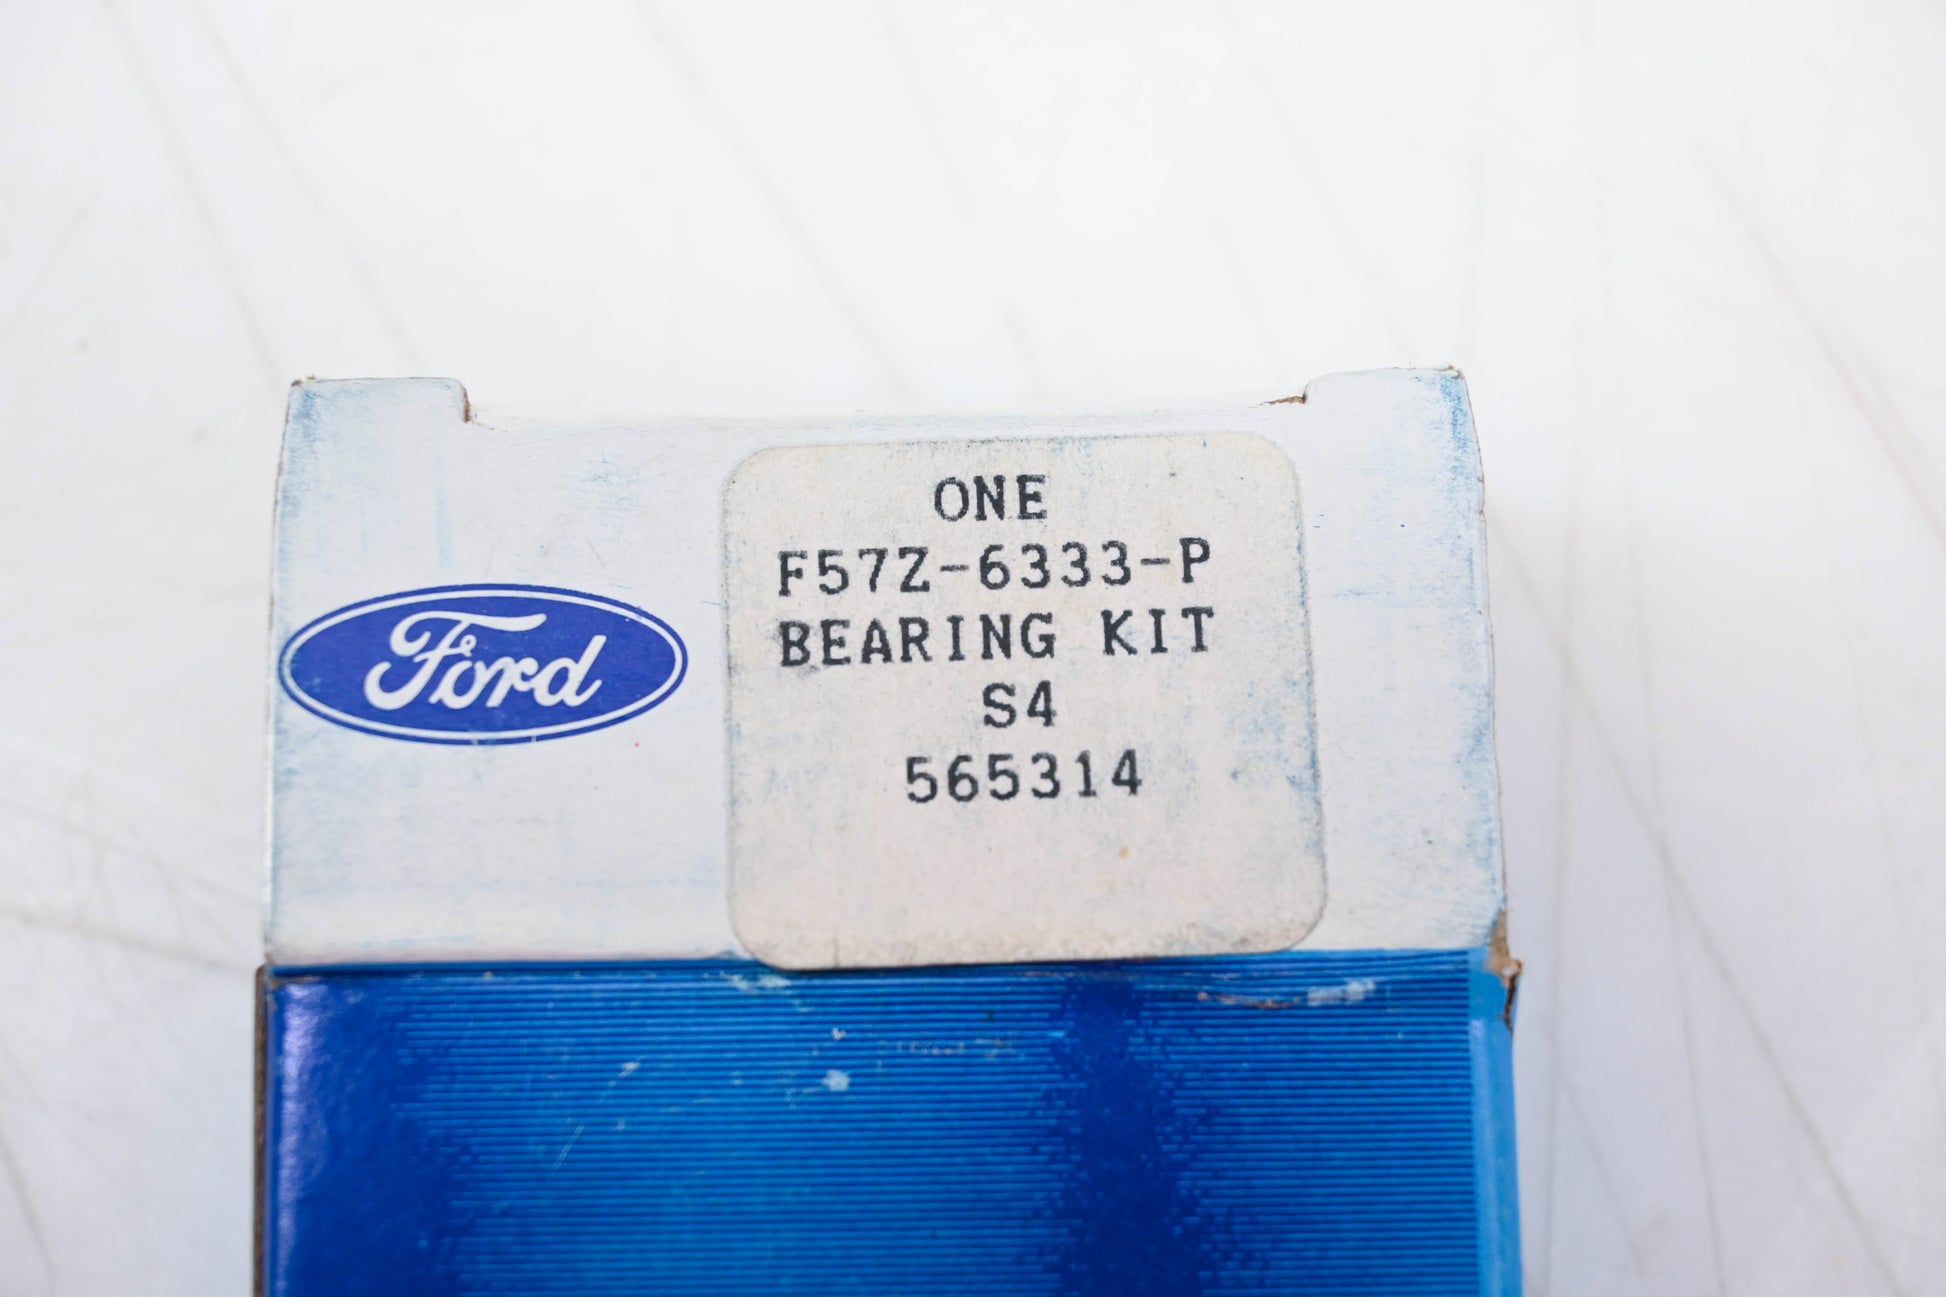 Ford
ONE
F57Z-6333-P
BEARING KIT
S4
565314